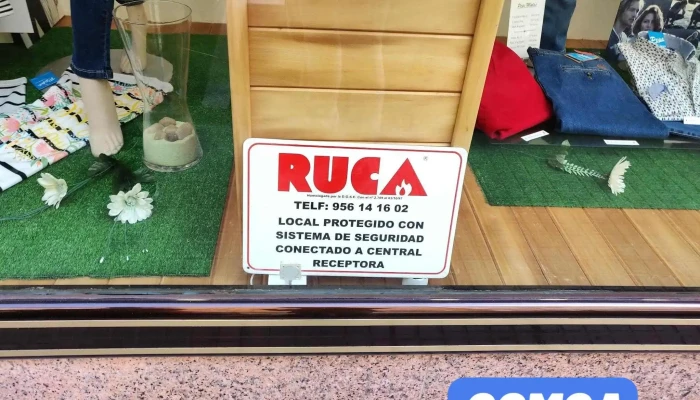 RUCA
TELF: 956 14 16 02
LOCAL PROTEGIDO CON
SISTEMA DE SEGURIDAD
CONECTADO A CENTRAL
RECEPTORA